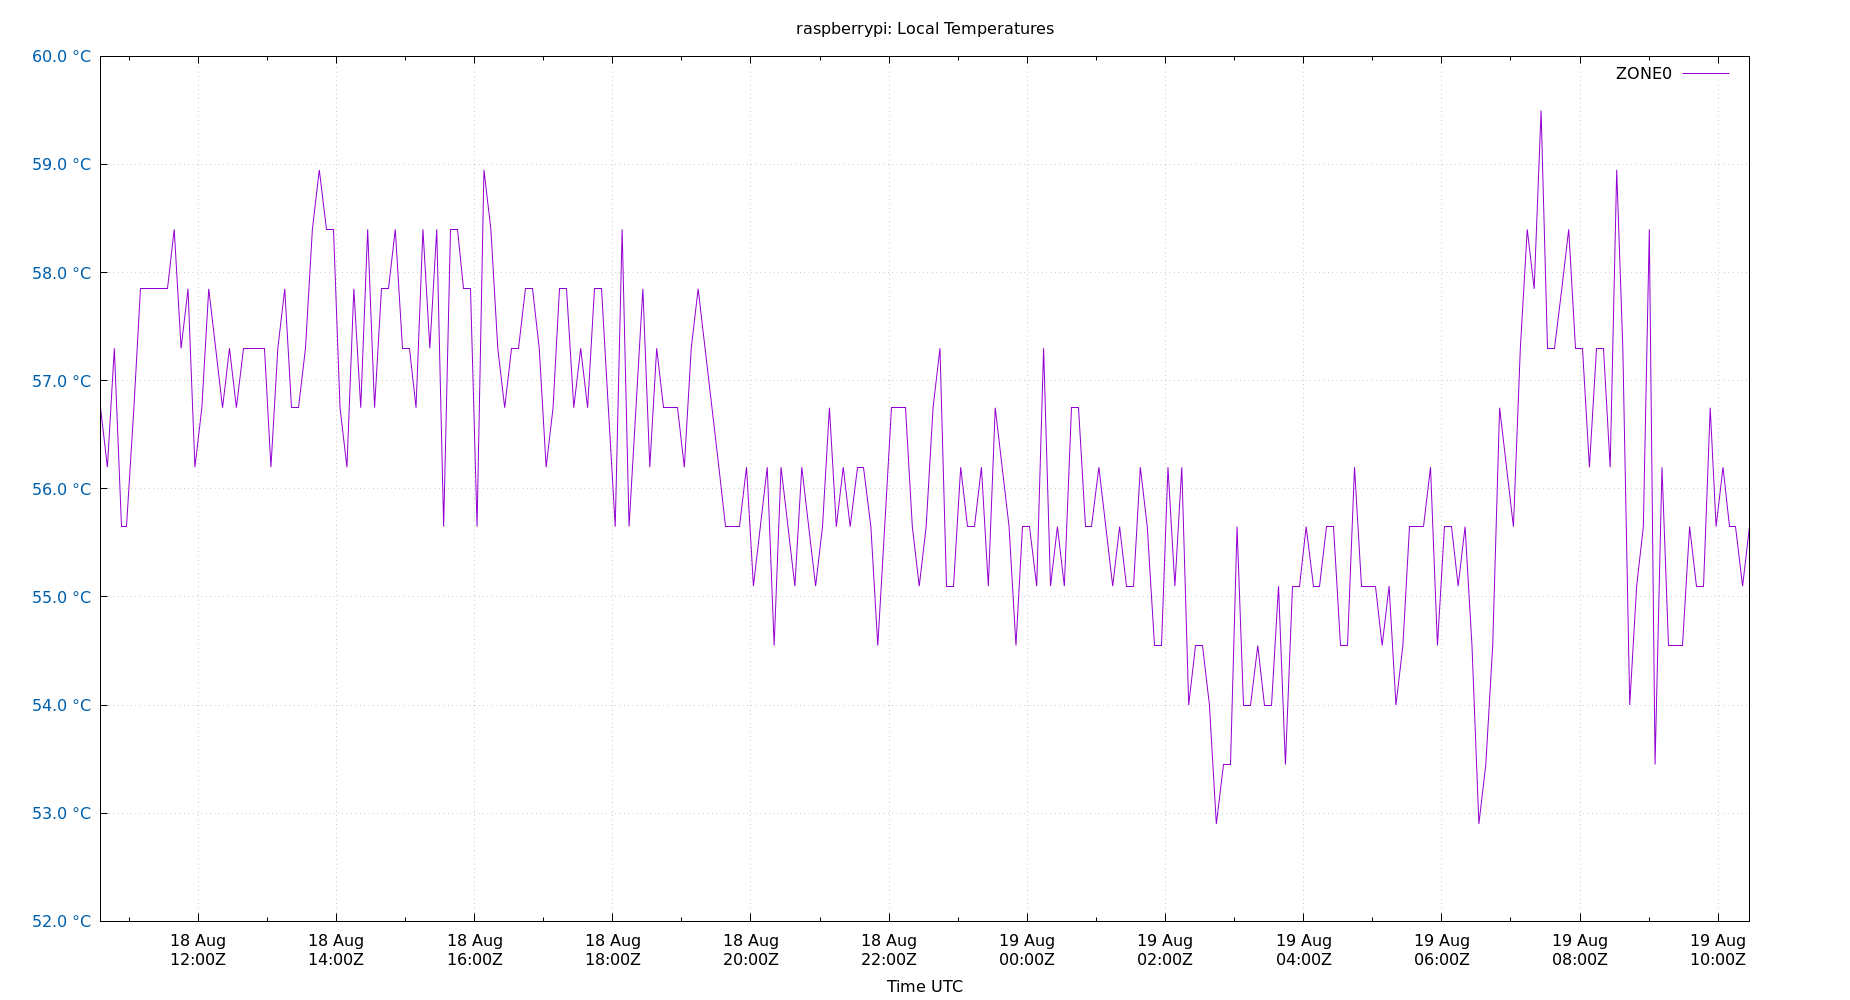 raspberrypi: Local Temperatures
60.0 °C
ZONE0
59.0 °C
58.0 °C
57.0 °C
56.0 °C
55.0 °C
54.0 °C
53.0 °C
52.0 °C
18 Aug 18 Aug 18 Aug 18 Aug 18 Aug 18 Aug 19 Aug 19 Aug 19 Aug 19 Aug 19 Aug 19 Aug
12:00Z 14:00Z 16:00Z 18:00Z 20:00Z 22:00Z 00:00Z 02:00Z 04:00Z 06:00Z 08:00Z 10:00Z
Time UTC